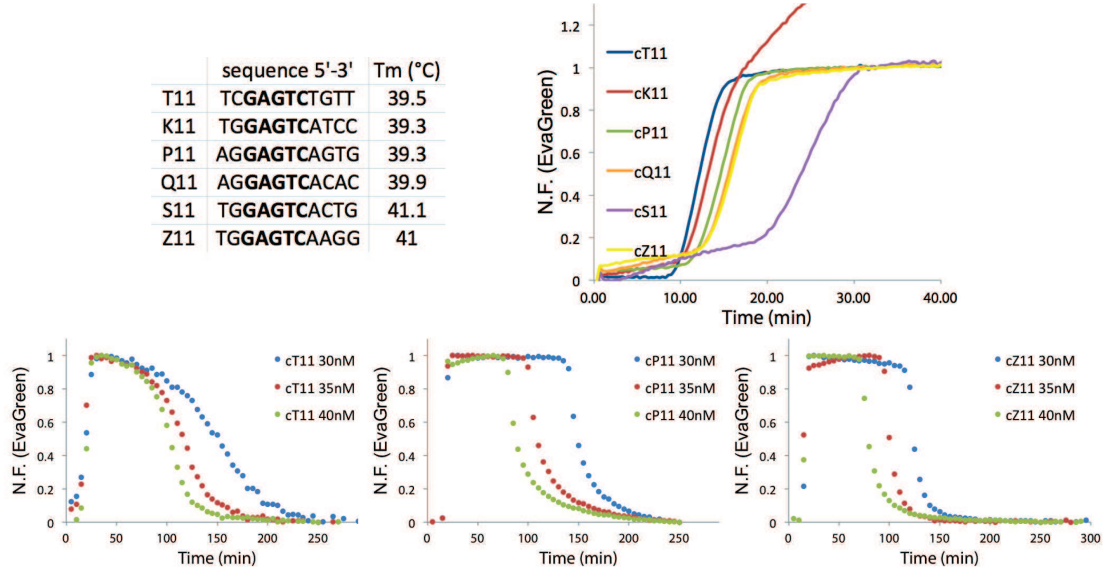 sequence 5'-3' Tm (°C)
T11 TCGAGTCTGTT 39.5
K11 TGGAGTCATCC 39.3
P11 AGGAGTCAGTG 39.3
Q11 AGGAGTCACAC 39.9
S11 TGGAGTCACTG 41.1
Z11 TGGAGTCAAGG 41
N.F. (EvaGreen)
1.2
1
0.8
0.6
0.4
0.2
0
cT11
cK11
cP11
cQ11
cS11
cZ11
0.00 10.00 20.00 30.00 40.00
Time (min)
N.F. (EvaGreen)
1
0.8
0.6
0.4
0.2
0
cT11 30nM
cT11 35nM
cT11 40nM
0 50 100 150 200 250
Time (min)
N.F. (EvaGreen)
1
0.8
0.6
0.4
0.2
0
cP11 30nM
cP11 35nM
cP11 40nM
0 50 100 150 200 250
Time (min)
N.F. (EvaGreen)
1
0.8
0.6
0.4
0.2
0
cZ11 30nM
cZ11 35nM
cZ11 40nM
0 50 100 150 200 250 300
Time (min)